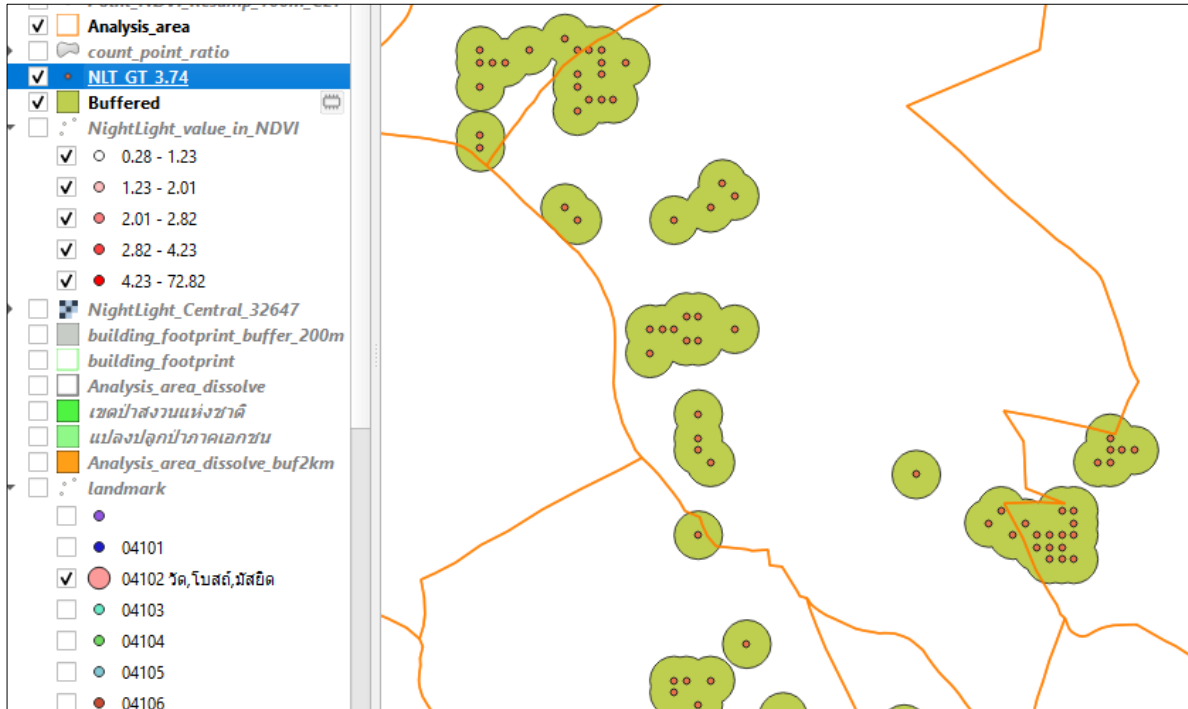 Analysis_area
count_point_ratio
NLT_GT_3.74
Buffered
NightLight_value_in_NDVI
0.28 - 1.23
1.23 - 2.01
2.01 - 2.82
2.82 - 4.23
4.23 - 72.82
NightLight_Central_32647
building_footprint_buffer_200m
building_footprint
Analysis_area_dissolve
เขตป่าสงวนแห่งชาติ
แปลงปลูกป่าภาคเอกชน
Analysis_area_dissolve_buf2km
landmark
04101
04102 วัด,โบสถ์,มัสยิด
04103
04104
04105
04106